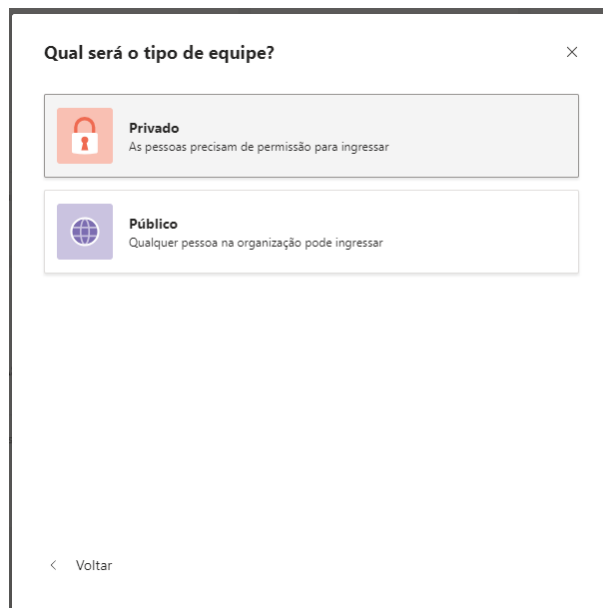 Qual será o tipo de equipe?
Privado
As pessoas precisam de permissão para ingressar
Público
Qualquer pessoa na organização pode ingressar
Voltar